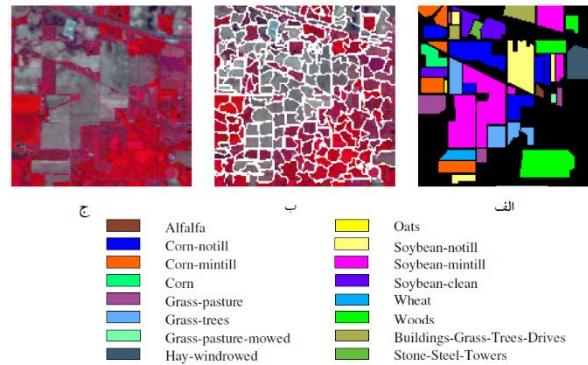 ج
ب
الف
Alfalfa
Corn-notill
Corn-mintill
Corn
Grass-pasture
Grass-trees
Grass-pasture-mowed
Hay-windrowed
Oats
Soybean-notill
Soybean-mintill
Soybean-clean
Wheat
Woods
Buildings-Grass-Trees-Drives
Stone-Steel-Towers